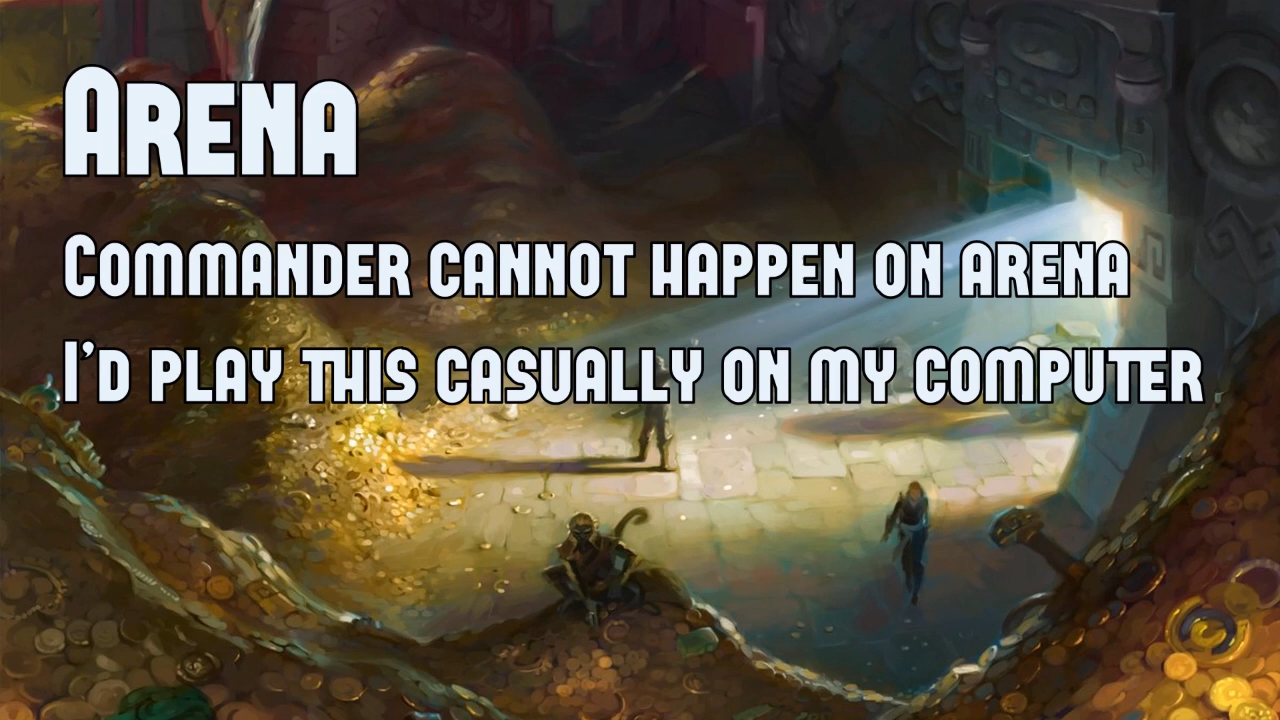 Arena
Commander cannot happen on arena
I'd play this casually on my computer